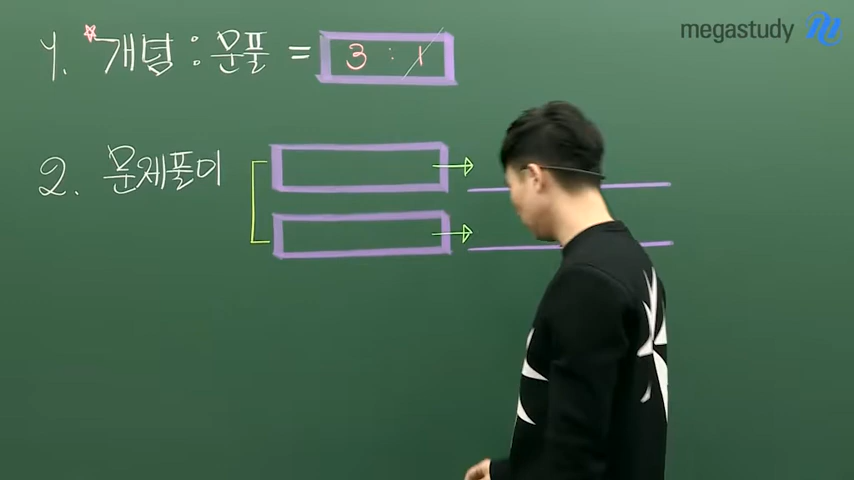 megastudy
1. ☆개념 : 문풀 = 3 : 1
2. 문제풀이